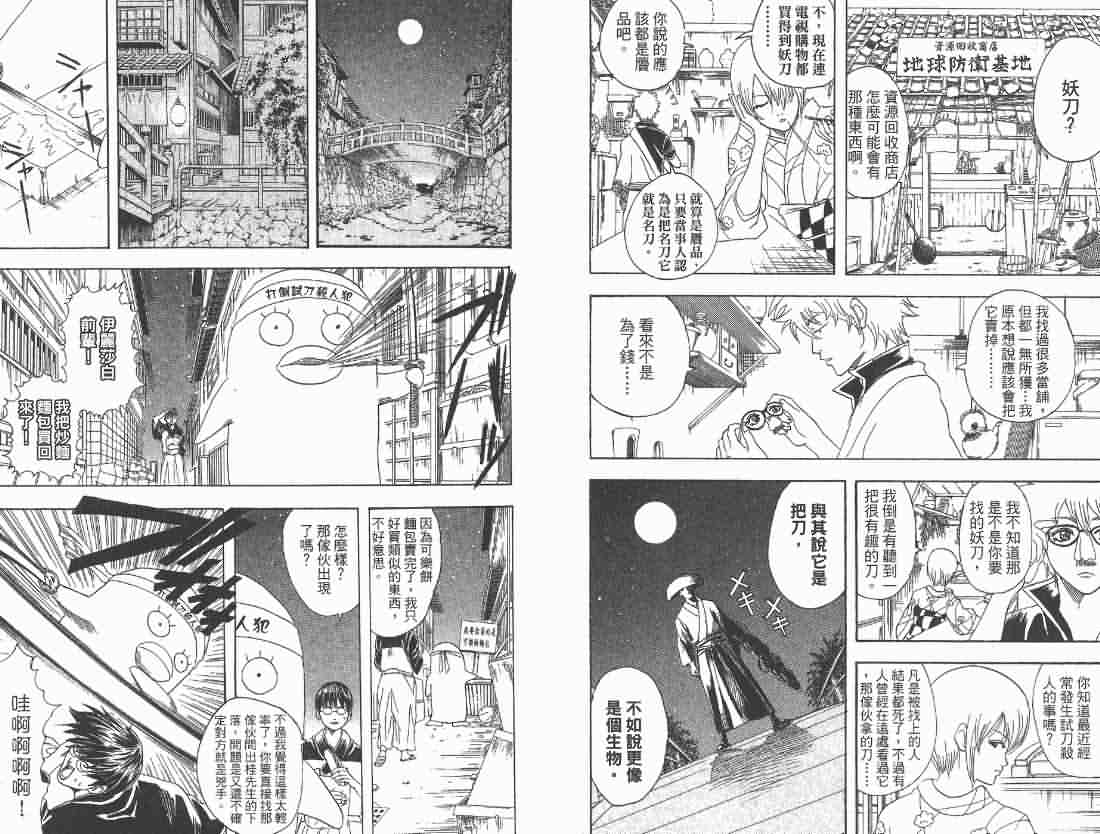 妖刀?
資源回收商店
地球防衛基地
資源回收商店
怎麼可能會有
那種東西啊。
不,現在連
電視購物都
買得到妖刀
你說的應
該都是贗
品吧。
就算是贗品、
只要當事人認
為是把名刀它
就是名刀。
我找過很多當舖,
但都一無所獲…我
原本想說應該會把
它賣掉……
看來不是
為了錢……
我不知道那
是不是你要
找的妖刀,
我倒是有聽到一
把很有趣的刀。
你知道最近經
常發生試刀殺
人的事嗎?
凡是被找上的人
結果都死了,不過有
人曾經在這處看過它
,那傢伙拿的刀……
與其說它是
把刀,
メキ
メキ
不如說更像
是個生物。
打倒試刀殺人犯
伊麗莎白
前輩!
我把炒麵
麵包買回
來了!
因為可樂餅
麵包賣完了,我只
好買類似的東西,
不好意思。
怎麼樣?
那傢伙出現
了嗎?
人犯
不過我覺得這樣太輕
率了,你要直接找那
傢伙問出桂先生的下
落,問題是又還不確
定對方就是兇手。
哇啊啊啊啊!